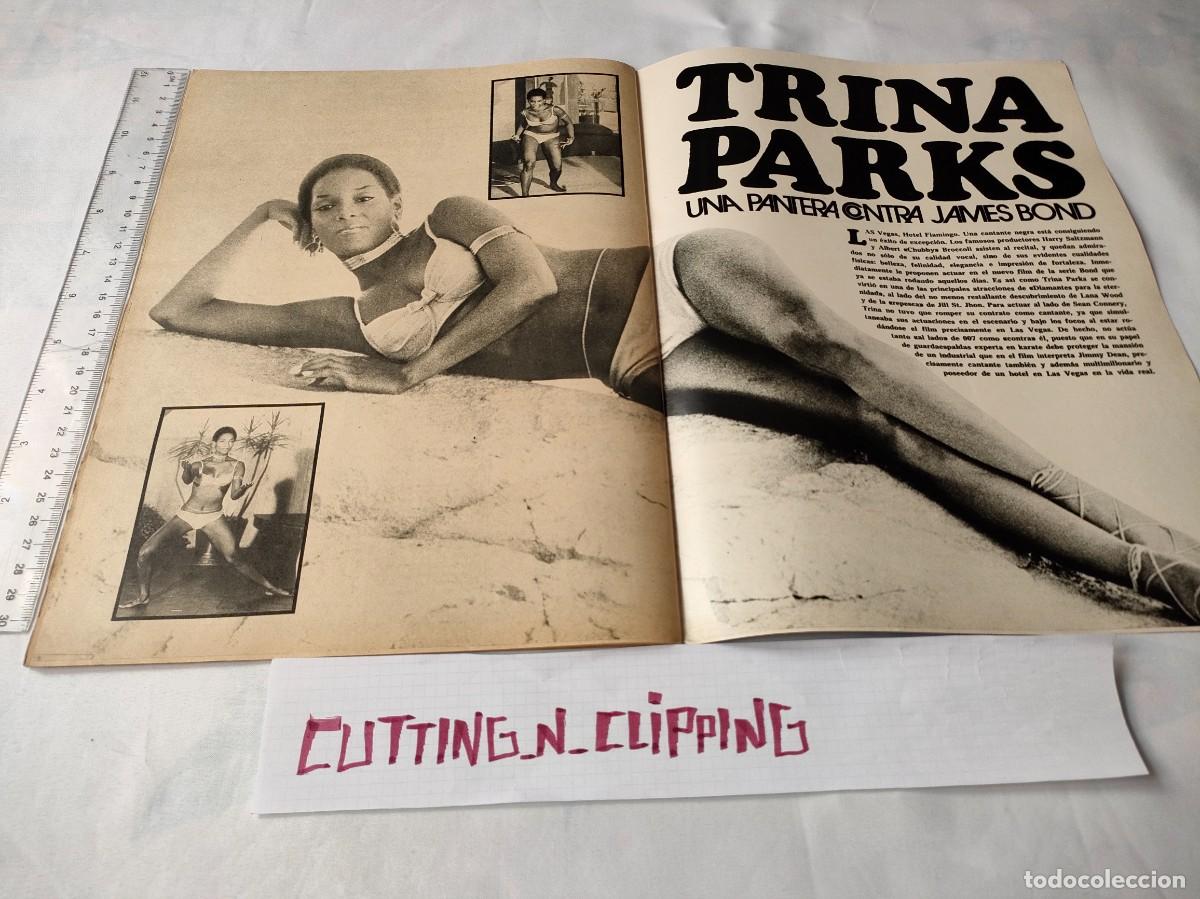 TRINA
PARKS
UNA PANTERA CONTRA JAMES BOND
LAS Vegas, Hotel Flamingo. Una cantante negra está consiguiendo
un éxito de excepción. Los famosos productores Harry Saltzmann
y Albert «Chubby» Broccoli asisten al recital, y quedan admira-
dos no sólo de su calidad vocal, sino de sus evidentes cualidades
físicas: belleza, felinidad, elegancia e impresión de fortaleza. Inme-
diatamente le proponen actuar en el nuevo film de la serie Bond que
ya se estaba rodando aquellos días. Es así como Trina Parks se con-
virtió en una de las principales atracciones de «Diamantes para la eter-
nidad», al lado del no menos restallante descubrimiento de Lana Wood
y de la «repesca» de Jill St. Jhon. Para actuar al lado de Sean Connery,
Trina no tuvo que romper su contrato como cantante, ya que simul-
taneaba sus actuaciones en el escenario y bajo los focos al estar ro-
dándose el film precisamente en Las Vegas. De hecho, no actúa
tanto «al lado» de 007 como «contra» él, puesto que en su papel
de guardaespaldas experta en karate debe proteger la mansión
de un industrial que en el film interpreta Jimmy Dean, pre-
cisamente cantante también y además multimillonario y
poseedor de un hotel en Las Vegas en la vida real.
CUTTING_N_CLIPPING
todocoleccion